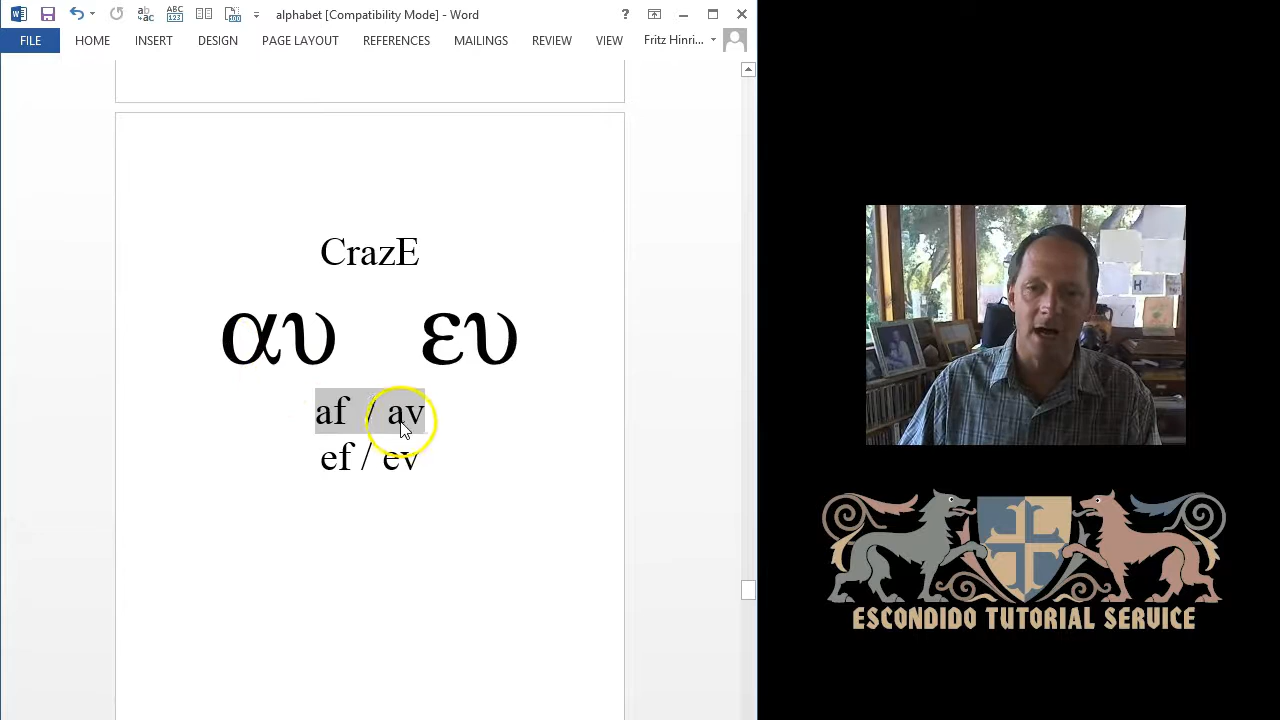 alphabet [Compatibility Mode] - Word
FILE HOME INSERT DESIGN PAGE LAYOUT REFERENCES MAILINGS REVIEW VIEW Fritz Hinri...
CrazE
αυ ευ
af / av
ef / ev
H
ESCONDIDO TUTORIAL SERVICE